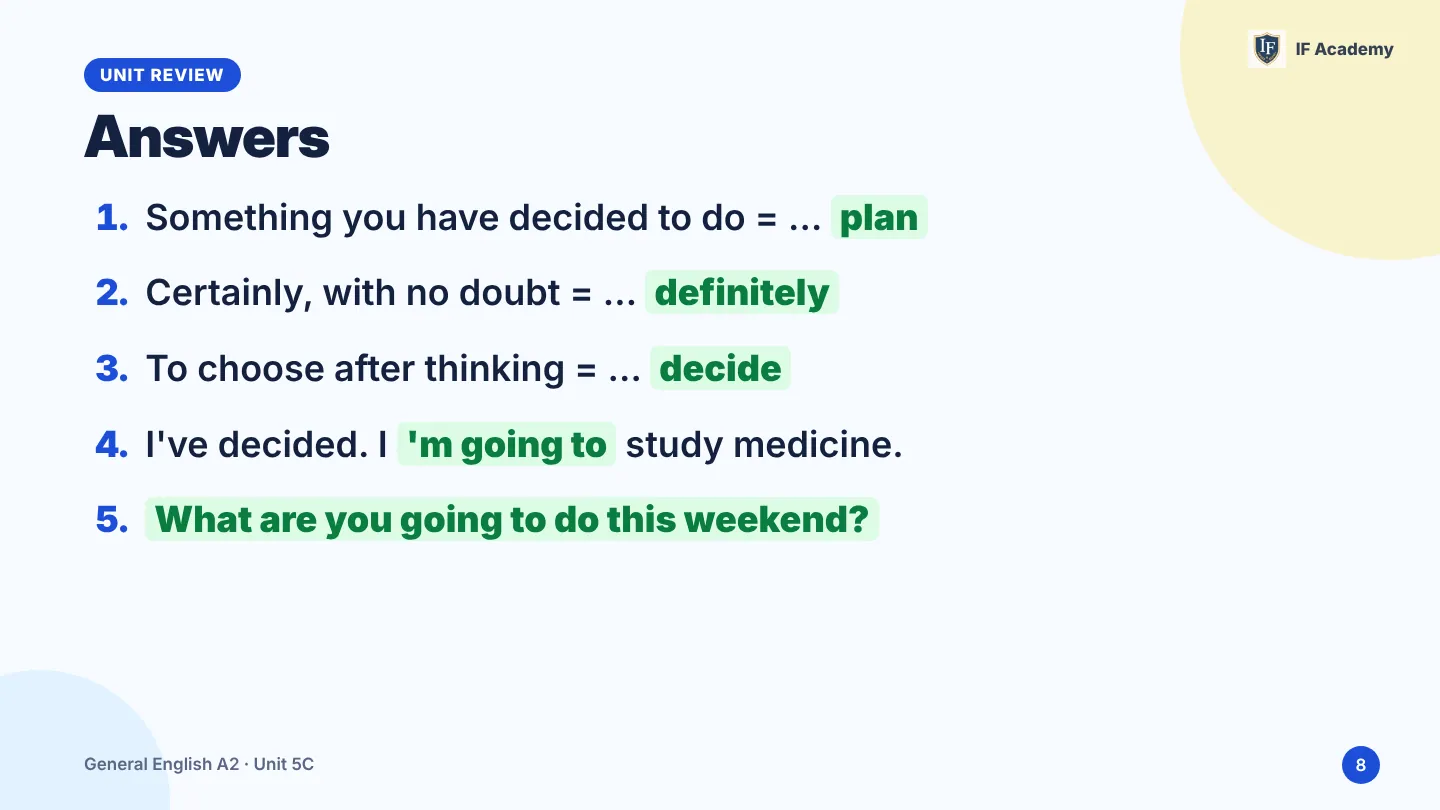 IF
IF Academy
UNIT REVIEW
Answers
1. Something you have decided to do = ... plan
2. Certainly, with no doubt = ... definitely
3. To choose after thinking = ... decide
4. I've decided. I 'm going to study medicine.
5. What are you going to do this weekend?
General English A2 · Unit 5C
8